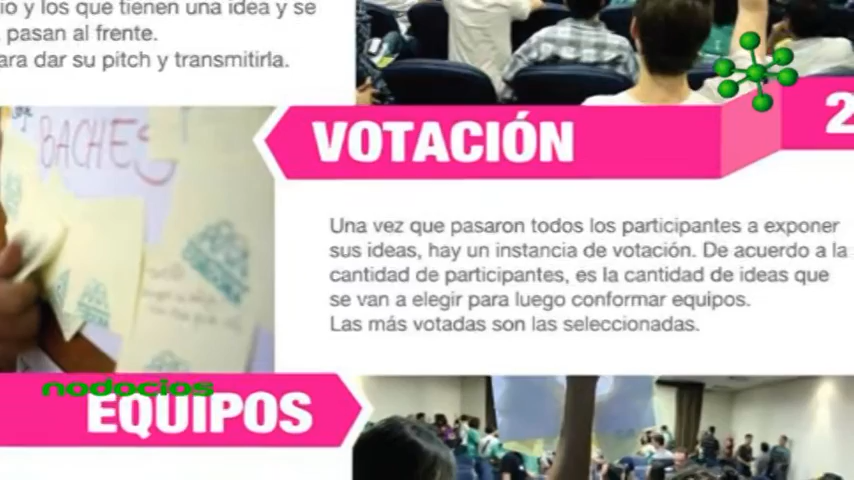 io y los que tienen una idea y se
pasan al frente.
ara dar su pitch y transmitirla.
BACHES
VOTACIÓN
2
Una vez que pasaron todos los participantes a exponer
sus ideas, hay un instancia de votación. De acuerdo a la
cantidad de participantes, es la cantidad de ideas que
se van a elegir para luego conformar equipos.
Las más votadas son las seleccionadas.
nodocios
EQUIPOS